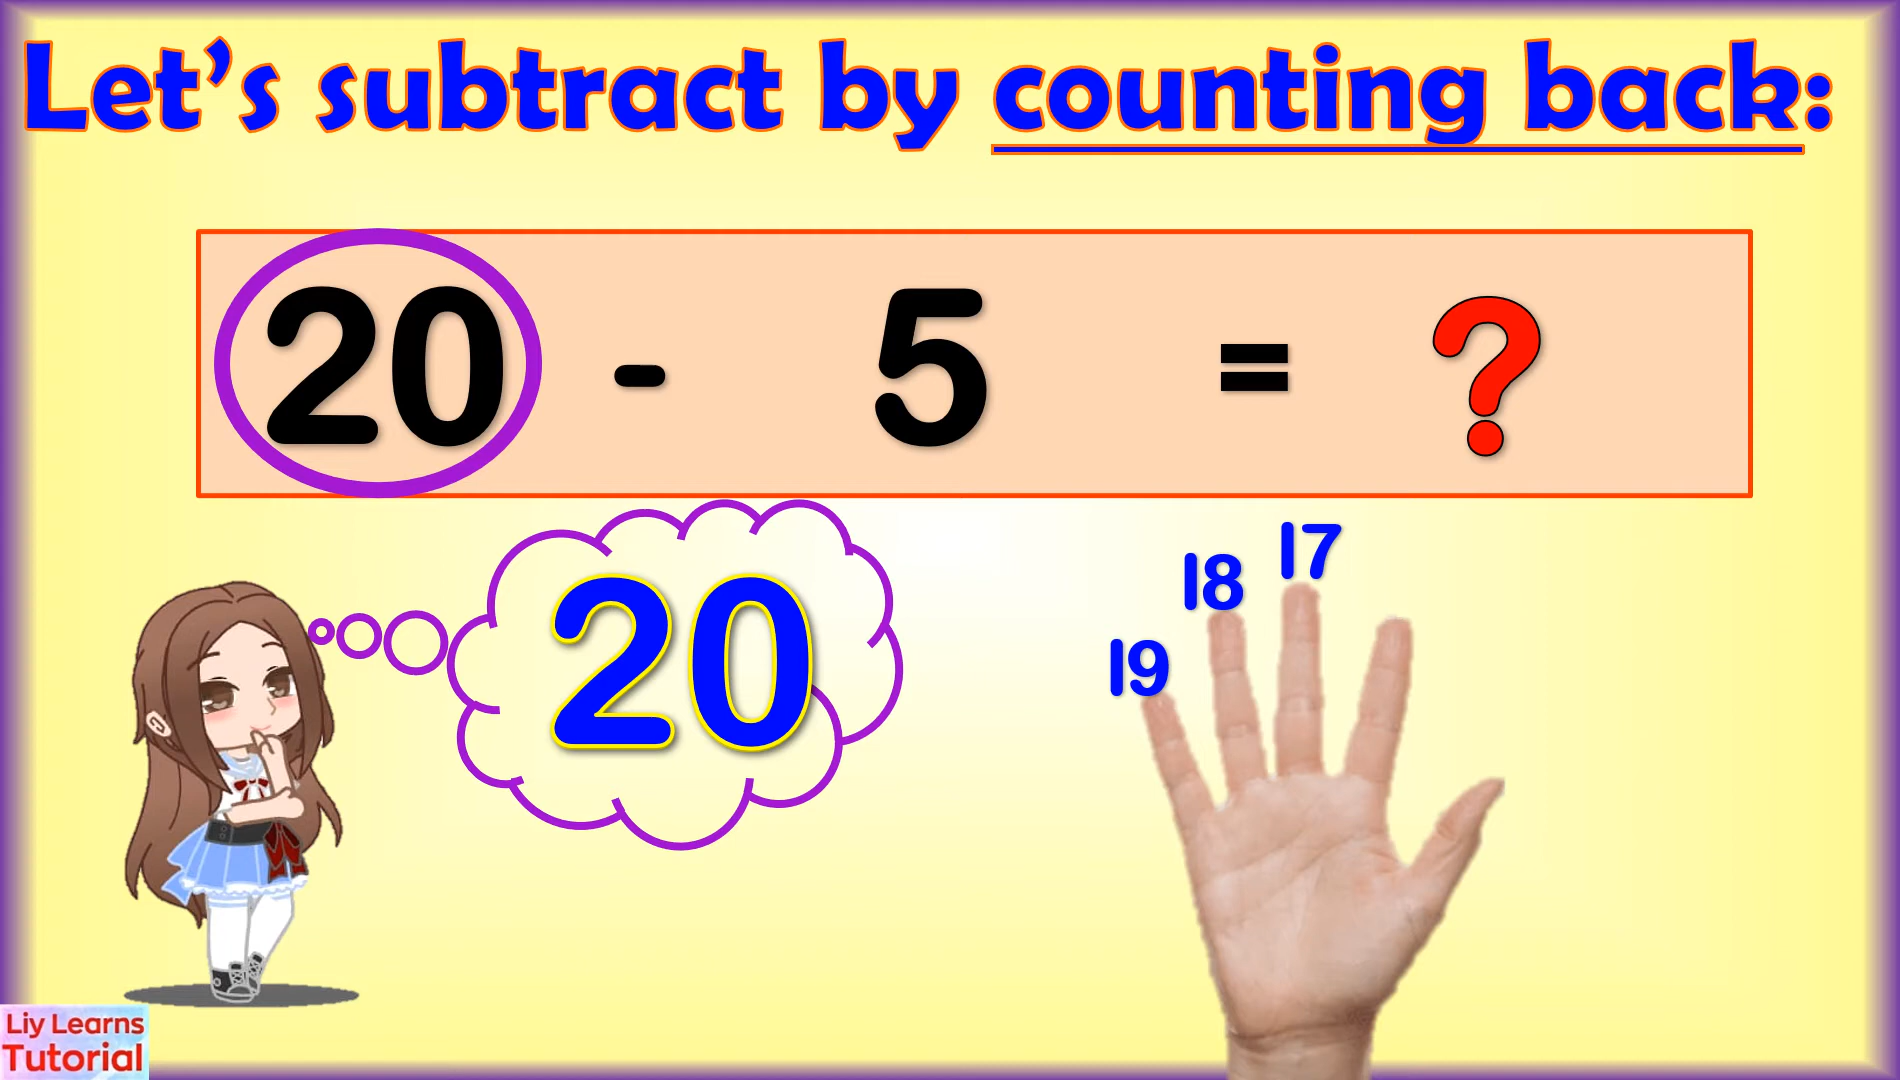 Let's subtract by counting back:
20 - 5 = ?
20
19 18 17
Liy Learns
Tutorial